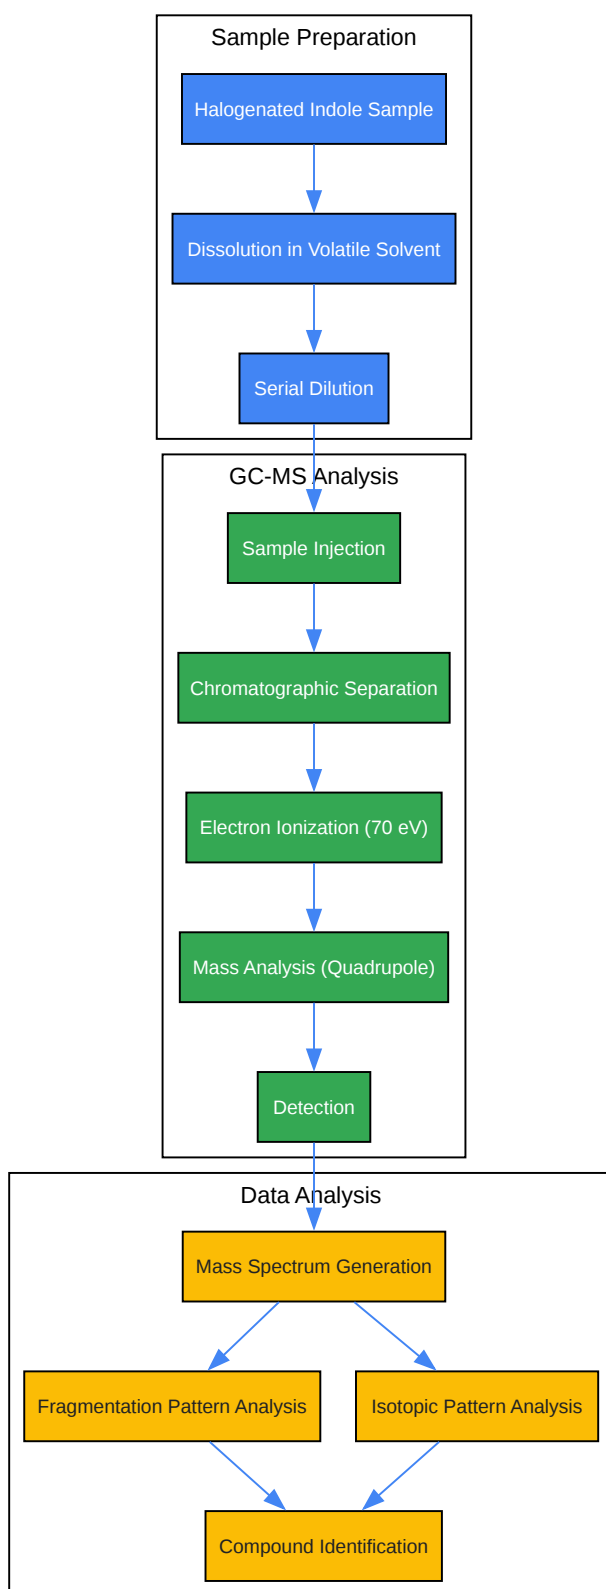 Sample Preparation
Halogenated Indole Sample
Dissolution in Volatile Solvent
Serial Dilution
GC-MS Analysis
Sample Injection
Chromatographic Separation
Electron Ionization (70 eV)
Mass Analysis (Quadrupole)
Detection
Data Analysis
Mass Spectrum Generation
Fragmentation Pattern Analysis
Isotopic Pattern Analysis
Compound Identification